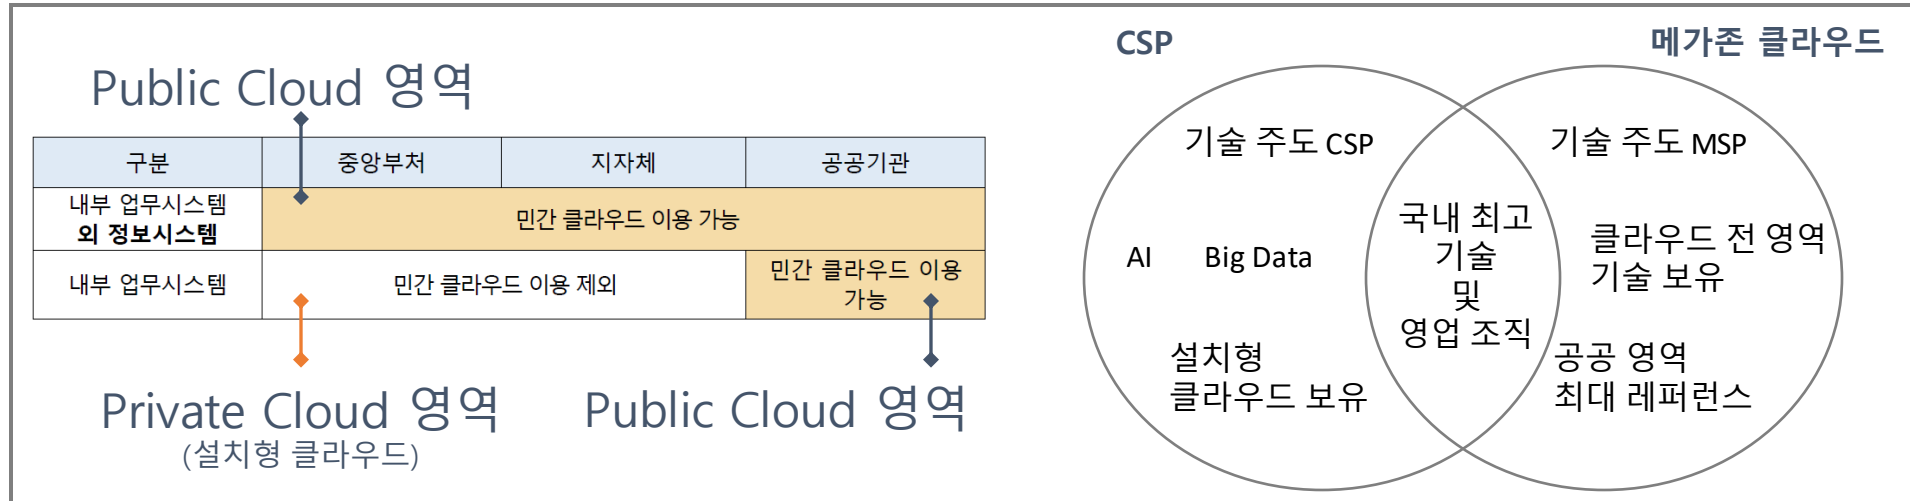 Public Cloud 영역
구분 중앙부처 지자체 공공기관
내부 업무시스템
외 정보시스템
민간 클라우드 이용 가능
내부 업무시스템
민간 클라우드 이용 제외
민간 클라우드 이용
가능
Private Cloud 영역
(설치형 클라우드)
Public Cloud 영역
CSP
메가존 클라우드
기술 주도 CSP
AI
Big Data
설치형
클라우드 보유
국내 최고
기술
및
영업 조직
기술 주도 MSP
클라우드 전 영역
기술 보유
공공 영역
최대 레퍼런스